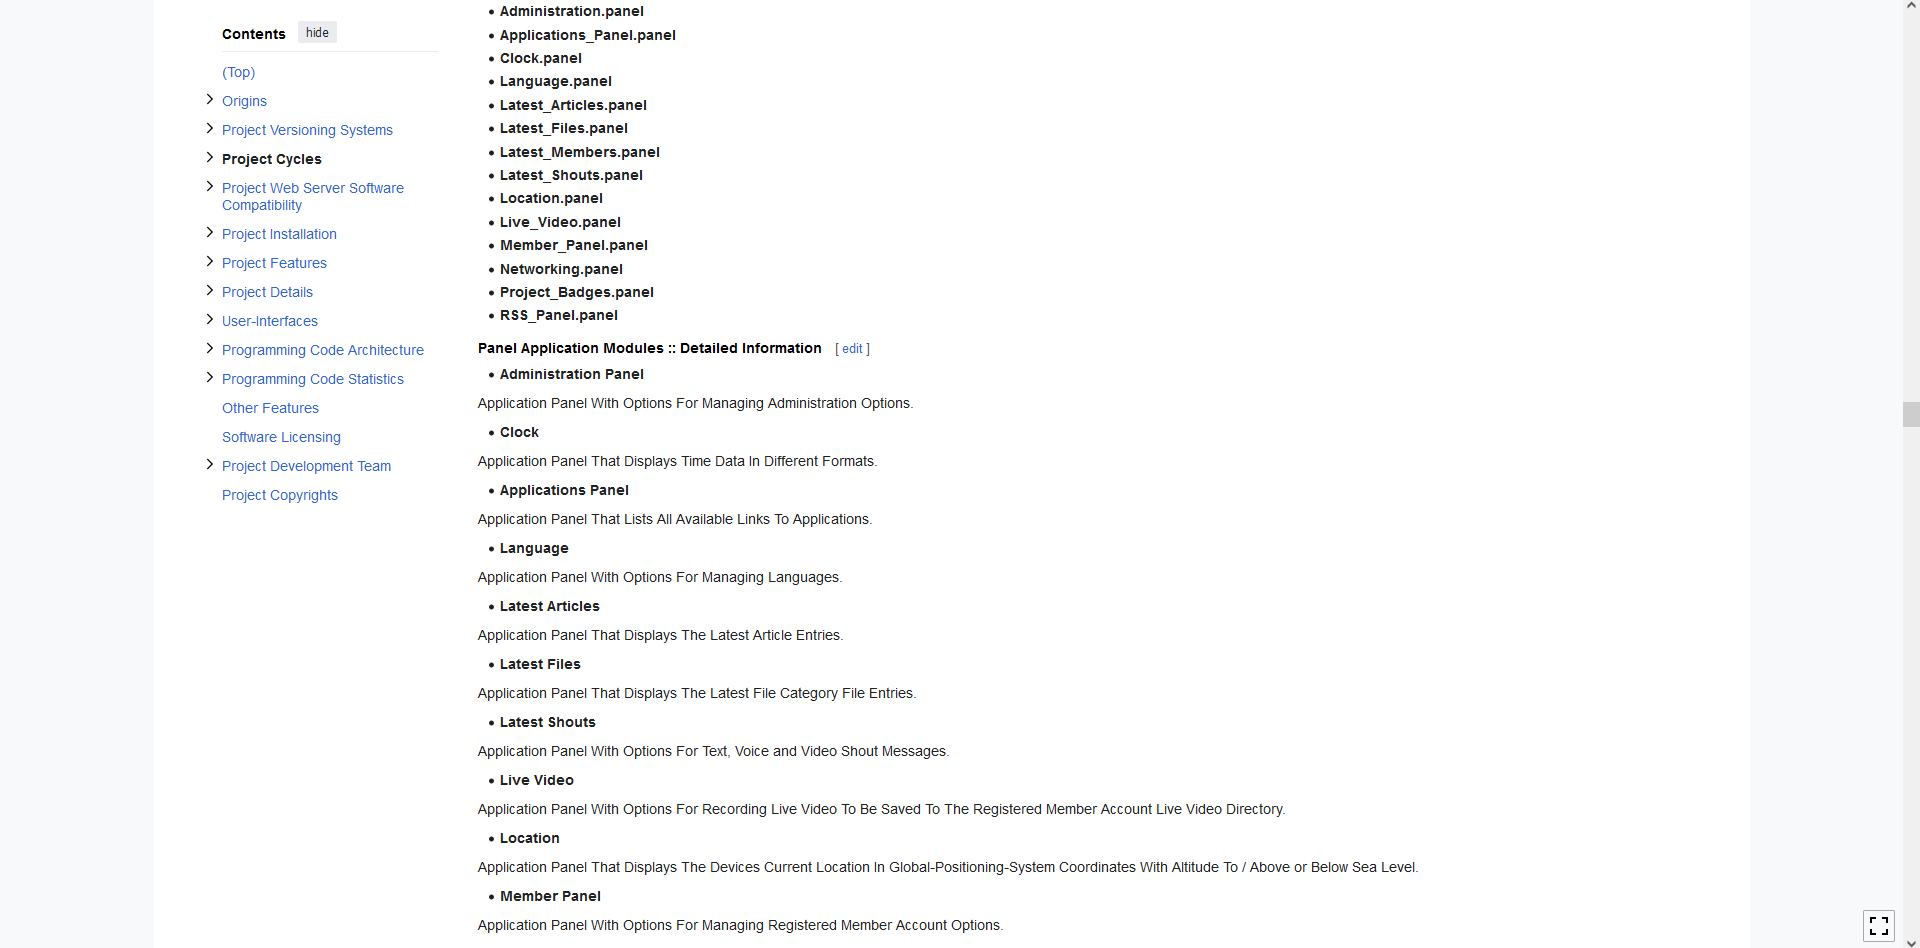 Contents hide
(Top)
Origins
Project Versioning Systems
Project Cycles
Project Web Server Software
Compatibility
Project Installation
Project Features
Project Details
User-Interfaces
Programming Code Architecture
Programming Code Statistics
Other Features
Software Licensing
Project Development Team
Project Copyrights
• Administration.panel
• Applications_Panel.panel
• Clock.panel
• Language.panel
• Latest_Articles.panel
• Latest_Files.panel
• Latest_Members.panel
• Latest_Shouts.panel
• Location.panel
• Live_Video.panel
• Member_Panel.panel
• Networking.panel
• Project_Badges.panel
• RSS_Panel.panel
Panel Application Modules :: Detailed Information [ edit ]
• Administration Panel
Application Panel With Options For Managing Administration Options.
• Clock
Application Panel That Displays Time Data In Different Formats.
• Applications Panel
Application Panel That Lists All Available Links To Applications.
• Language
Application Panel With Options For Managing Languages.
• Latest Articles
Application Panel That Displays The Latest Article Entries.
• Latest Files
Application Panel That Displays The Latest File Category File Entries.
• Latest Shouts
Application Panel With Options For Text, Voice and Video Shout Messages.
• Live Video
Application Panel With Options For Recording Live Video To Be Saved To The Registered Member Account Live Video Directory.
• Location
Application Panel That Displays The Devices Current Location In Global-Positioning-System Coordinates With Altitude To / Above or Below Sea Level.
• Member Panel
Application Panel With Options For Managing Registered Member Account Options.